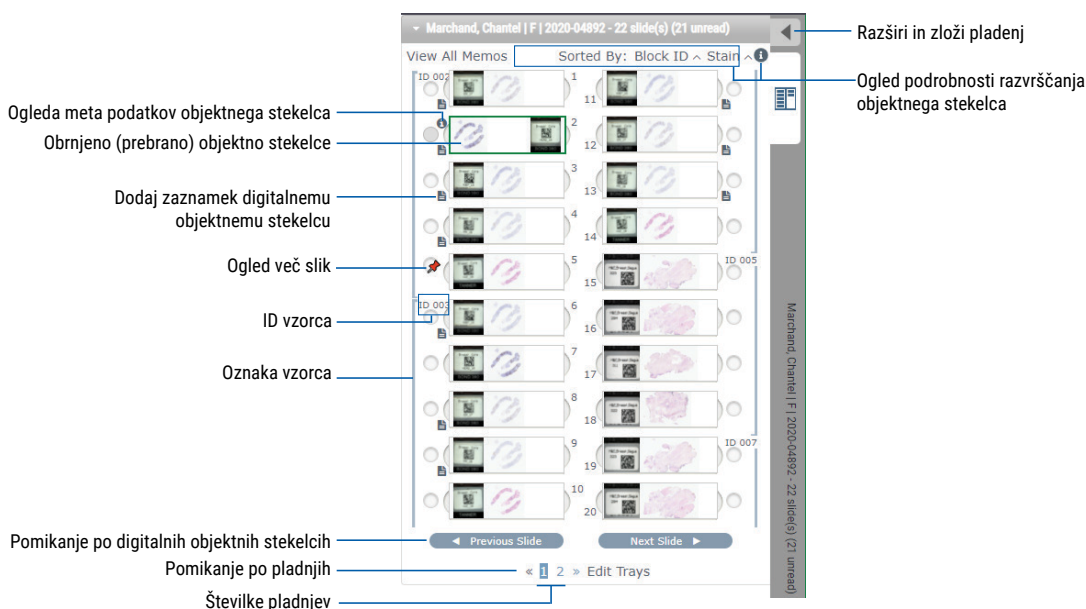 Marchand, Chantel | F | 2020-04892 - 22 slide(s) (21 unread)
Razširi in zloži pladenj
View All Memos
Sorted By: Block ID ^ Stain ^
Ogled podrobnosti razvrščanja
objektnega stekelca
ID 002
1
11
Ogleda meta podatkov objektnega stekelca
Obrnjeno (prebrano) objektno stekelce
2
12
3
13
Dodaj zaznamek digitalnemu
objektnemu stekelcu
4
14
Ogled več slik
5
15
ID 005
ID vzorca
ID 003
6
16
Oznaka vzorca
7
17
8
18
9
19
ID 007
10
20
Marchand, Chantel | F | 2020-04892 - 22 slide(s) (21 unread)
Pomikanje po digitalnih objektnih stekelcih
Previous Slide
Next Slide
Pomikanje po pladnjih
« 1 2 » Edit Trays
Številke pladnjev